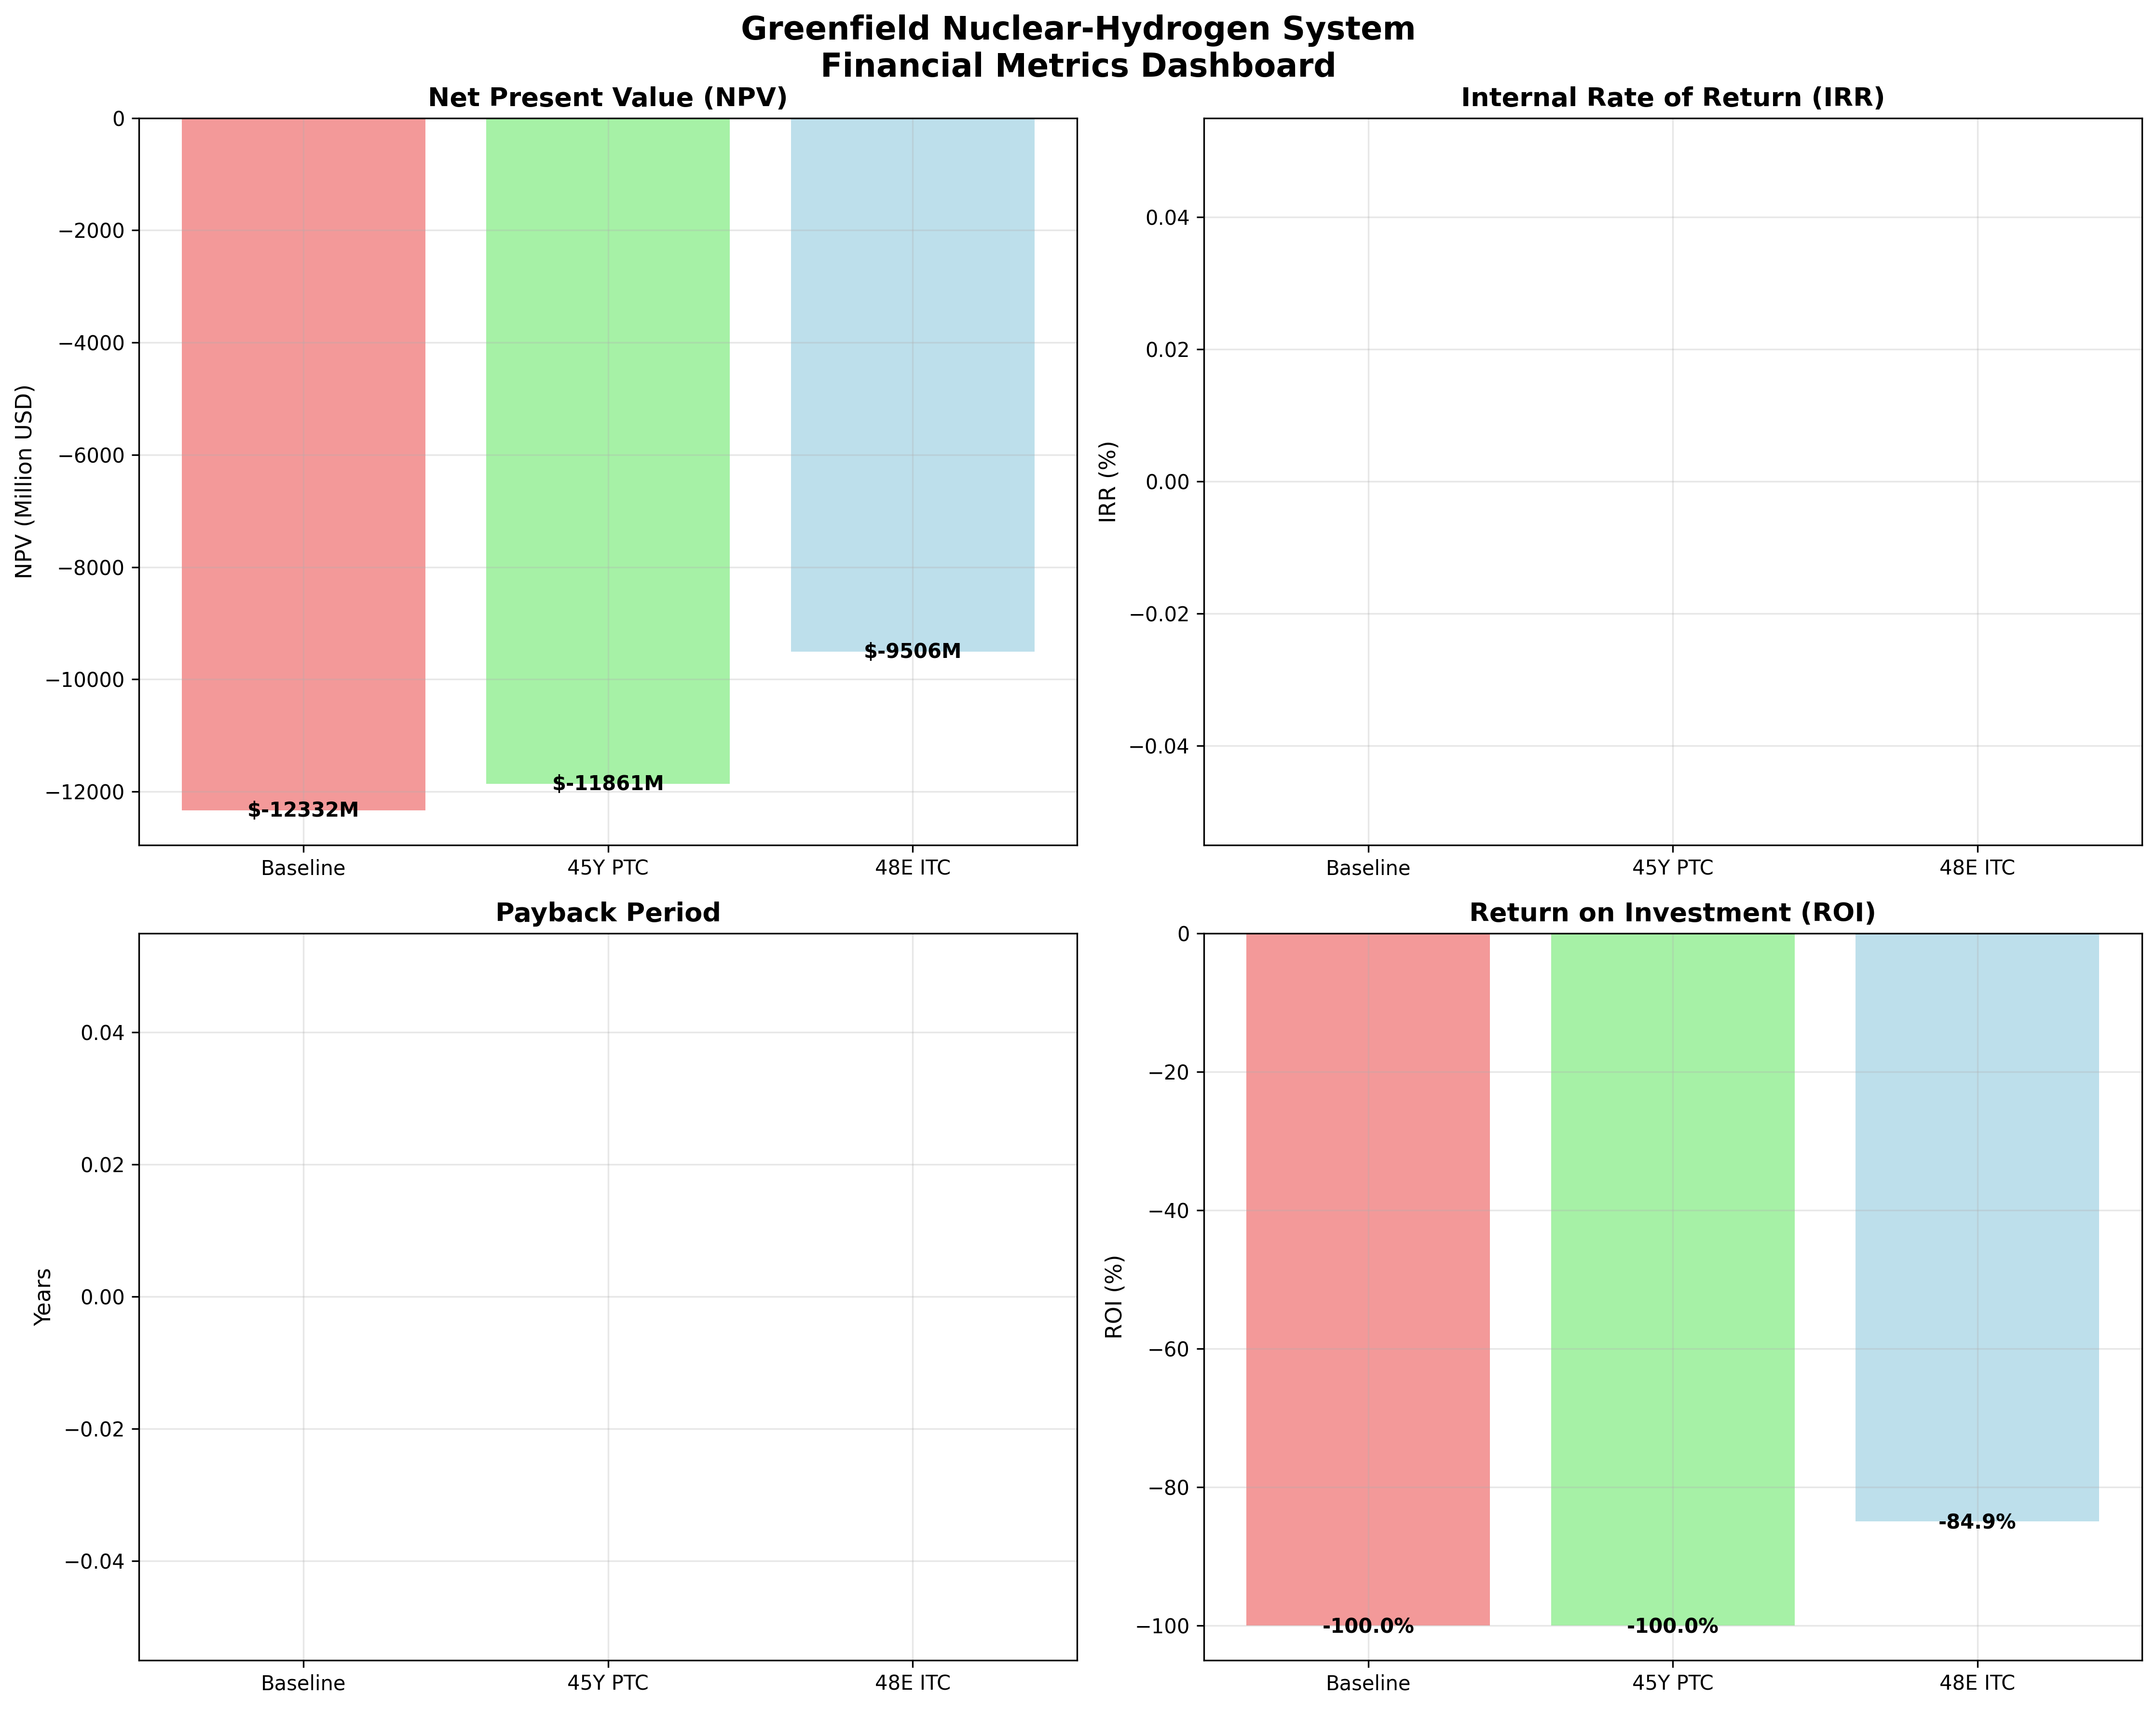 Greenfield Nuclear-Hydrogen System
Financial Metrics Dashboard
Net Present Value (NPV)
NPV (Million USD)
0
−2000
−4000
−6000
−8000
−10000
−12000
$-12332M
$-11861M
$-9506M
Baseline
45Y PTC
48E ITC
Internal Rate of Return (IRR)
IRR (%)
0.04
0.02
0.00
−0.02
−0.04
Baseline
45Y PTC
48E ITC
Payback Period
Years
0.04
0.02
0.00
−0.02
−0.04
Baseline
45Y PTC
48E ITC
Return on Investment (ROI)
ROI (%)
0
−20
−40
−60
−80
−100
-100.0%
-100.0%
-84.9%
Baseline
45Y PTC
48E ITC